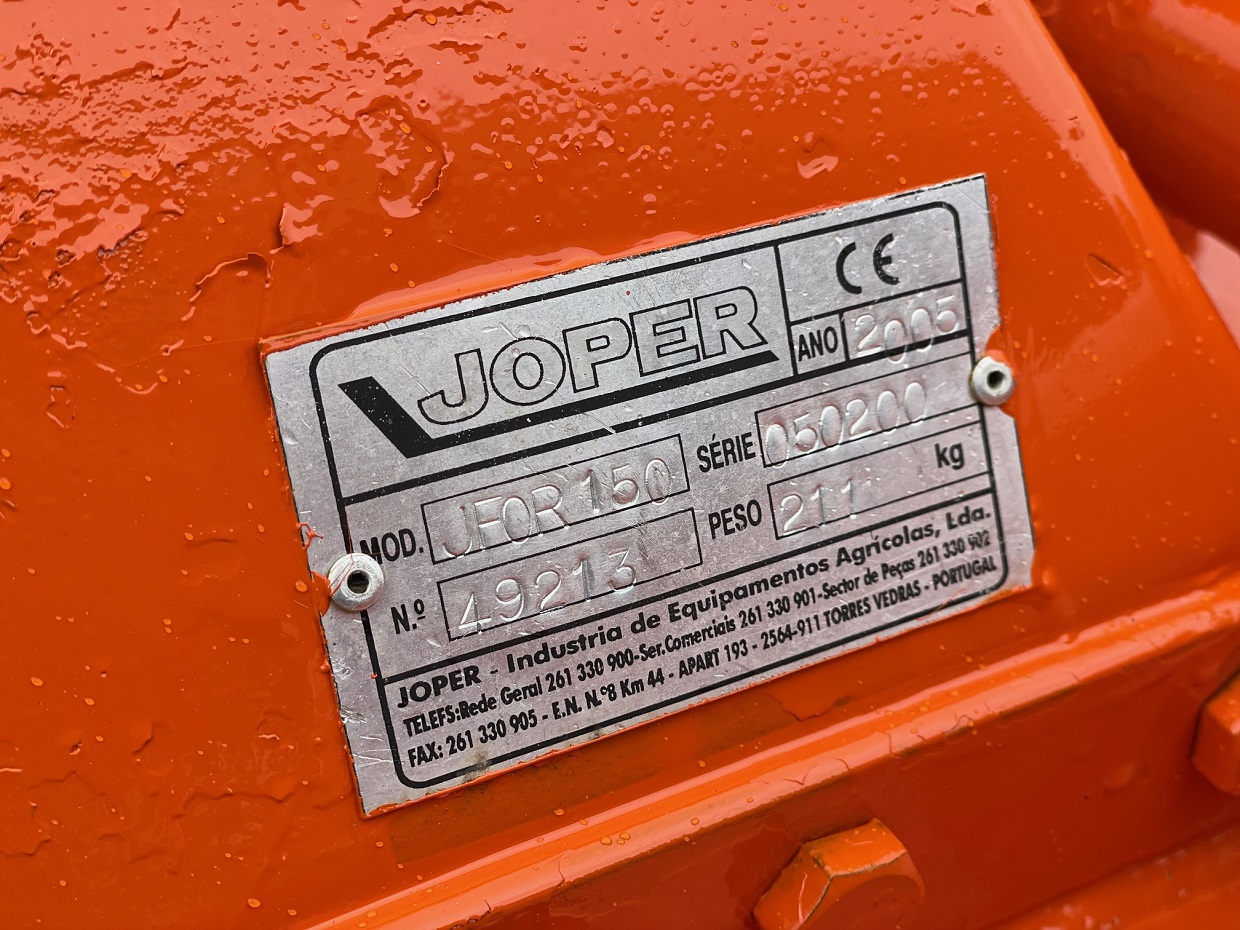 JOPER
CE
ANO 2005
MOD. JFOR 150 SÉRIE 050200
N.º 49213 PESO 211 kg
JOPER - Industria de Equipamentos Agrícolas, Lda.
TELEFS:Rede Geral 261 330 900-Ser.Comerciais 261 330 901-Sector de Peças 261 330 902
FAX: 261 330 905 - E.N. N.º8 Km 44 - APART 193 - 2564-911 TORRES VEDRAS - PORTUGAL